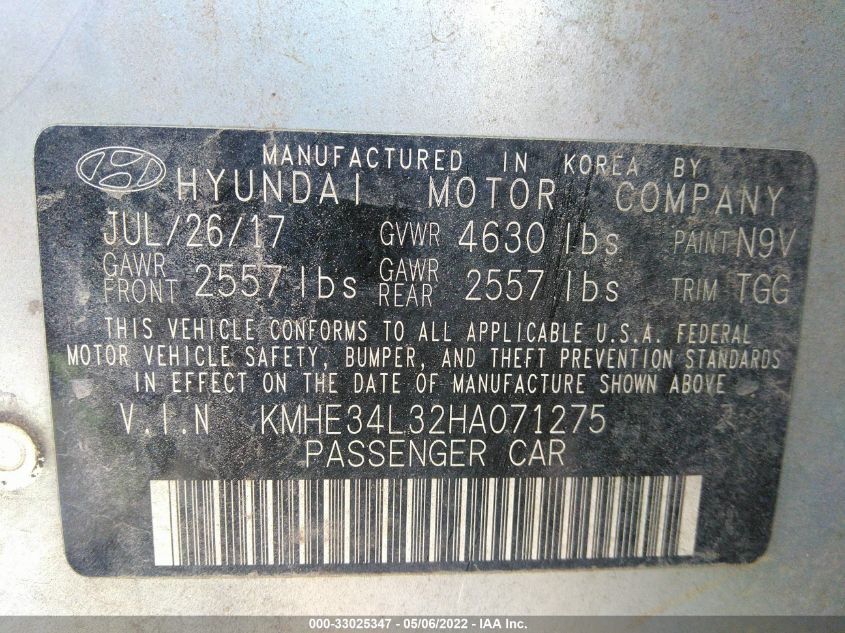 MANUFACTURED IN KOREA BY
HYUNDAI MOTOR COMPANY
JUL/26/17 GVWR 4630 lbs PAINT N9V
GAWR FRONT 2557 lbs GAWR REAR 2557 lbs TRIM TGG
THIS VEHICLE CONFORMS TO ALL APPLICABLE U.S.A. FEDERAL
MOTOR VEHICLE SAFETY, BUMPER, AND THEFT PREVENTION STANDARDS
IN EFFECT ON THE DATE OF MANUFACTURE SHOWN ABOVE.
V.I.N KMHE34L32HA071275
PASSENGER CAR
000-33025347 - 05/06/2022 - IAA Inc.